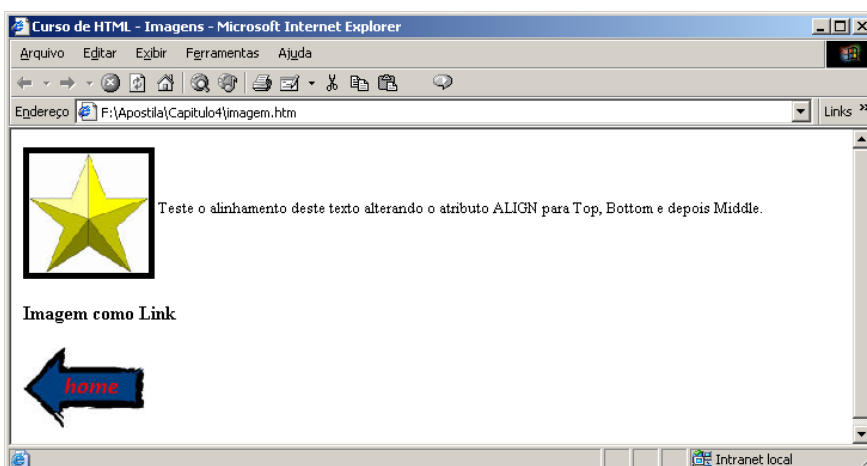 Curso de HTML - Imagens - Microsoft Internet Explorer
Arquivo Editar Exibir Ferramentas Ajuda
Endereço F:\Apostila\Capitulo4\imagem.htm Links »
Teste o alinhamento deste texto alterando o atributo ALIGN para Top, Bottom e depois Middle.
Imagem como Link
home
Intranet local